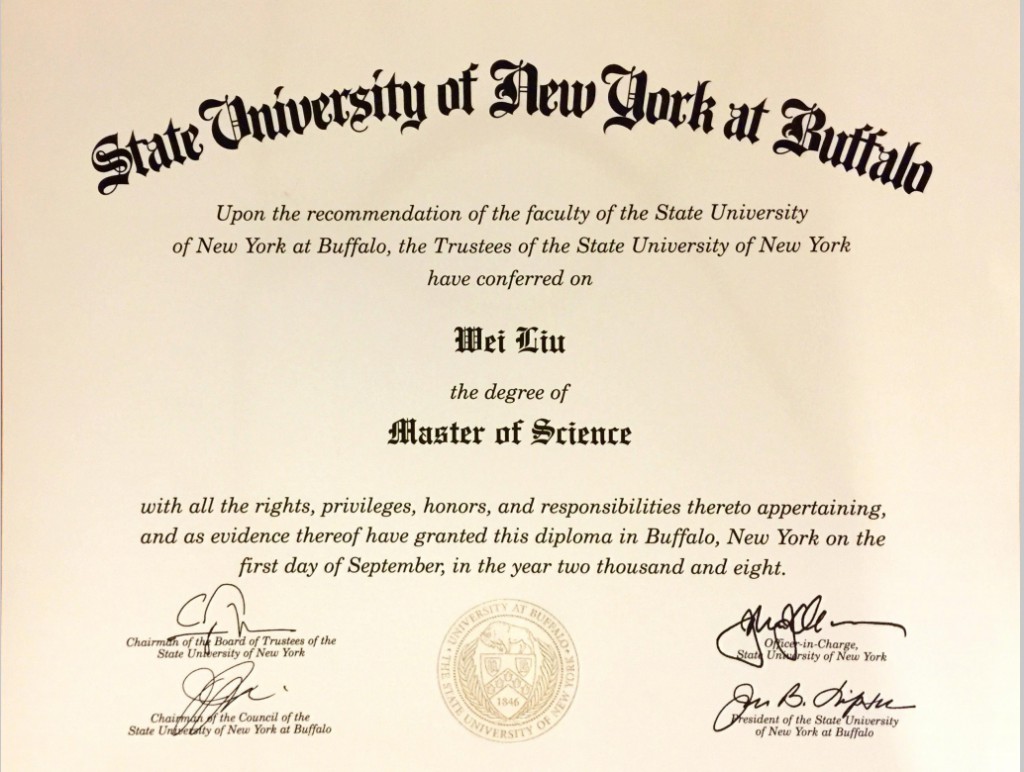 State University of New York at Buffalo
Upon the recommendation of the faculty of the State University
of New York at Buffalo, the Trustees of the State University of New York
have conferred on
Wei Liu
the degree of
Master of Science
with all the rights, privileges, honors, and responsibilities thereto appertaining,
and as evidence thereof have granted this diploma in Buffalo, New York on the
first day of September, in the year two thousand and eight.
Chairman of the Board of Trustees of the
State University of New York
Officer-in-Charge,
State University of New York
Chairman of the Council of the
State University of New York at Buffalo
President of the State University
of New York at Buffalo
THE STATE UNIVERSITY OF NEW YORK
UNIVERSITY AT BUFFALO
1846